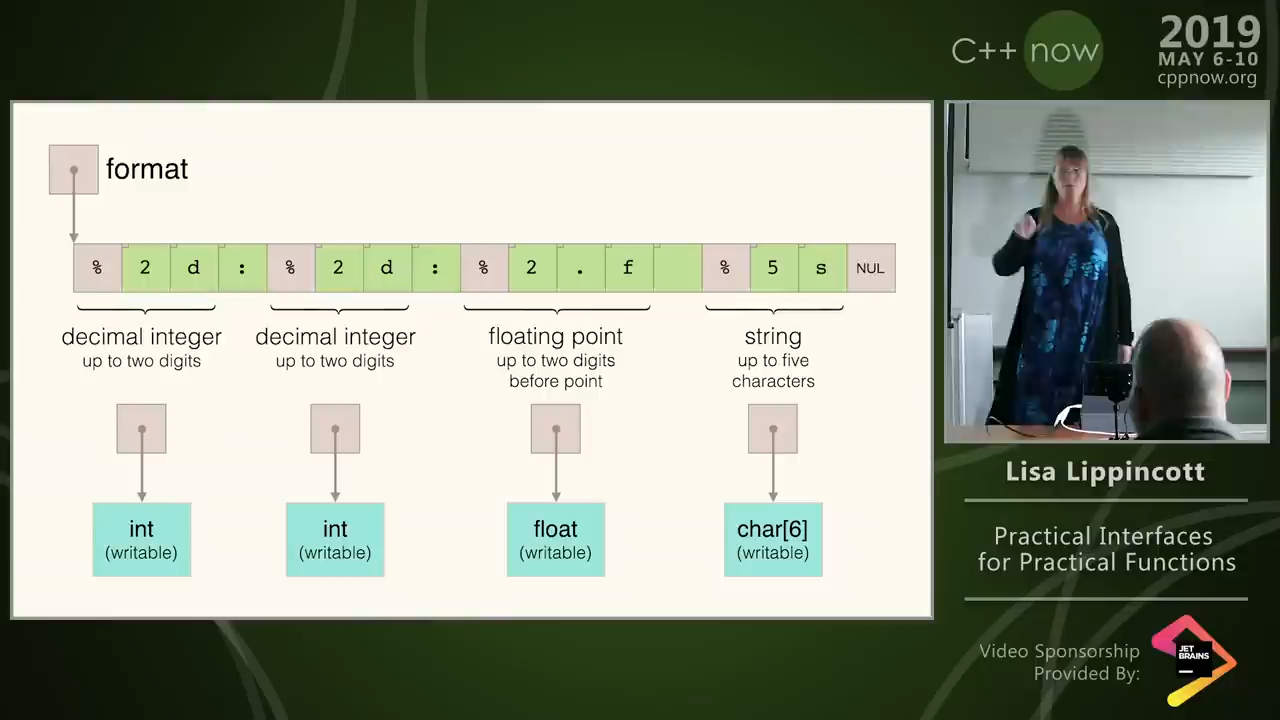 C++ now
2019
MAY 6-10
cppnow.org
format
% 2 d : % 2 d : % 2 . f % 5 s NUL
decimal integer
up to two digits
decimal integer
up to two digits
floating point
up to two digits
before point
string
up to five
characters
int
(writable)
int
(writable)
float
(writable)
char[6]
(writable)
Lisa Lippincott
Practical Interfaces
for Practical Functions
Video Sponsorship
Provided By:
JET
BRAINS